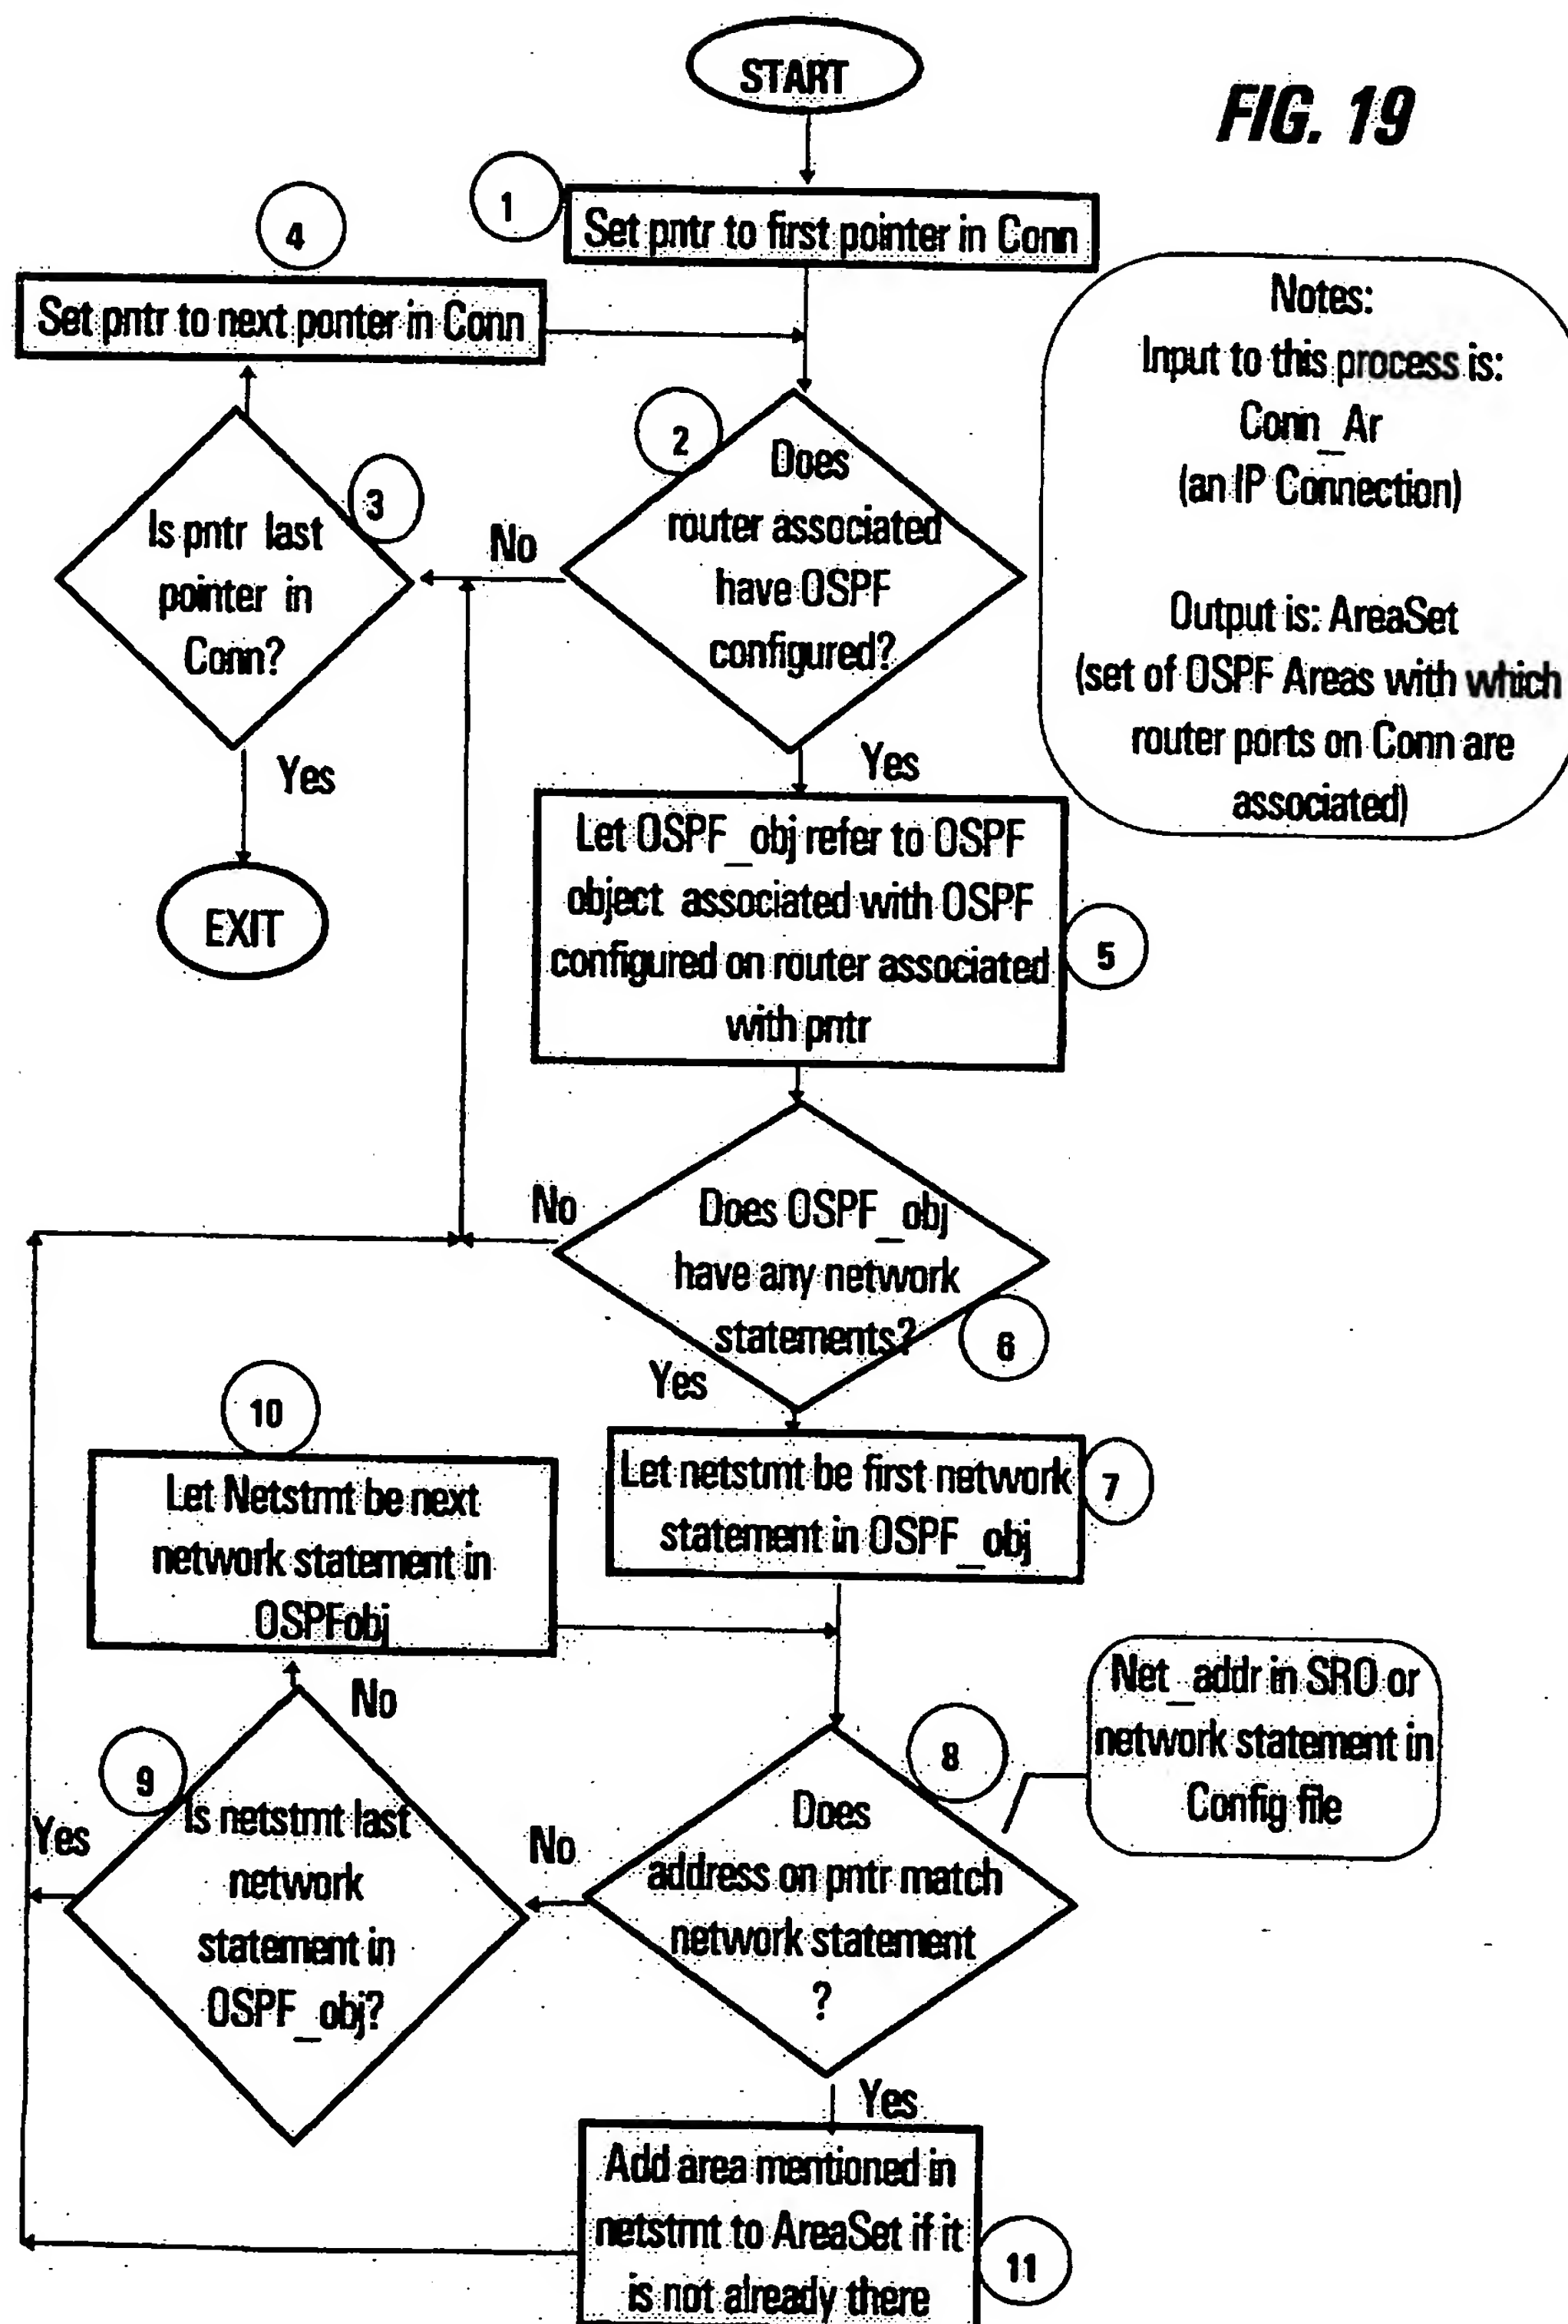 START
FIG. 19
1
Set pntr to first pointer in Conn
4
Set pntr to next ponter in Conn
Notes:
Input to this process is:
Conn_Ar
(an IP Connection)
Output is: AreaSet
(set of OSPF Areas with which
router ports on Conn are
associated)
2
Does
router associated
have OSPF
configured?
No
Yes
3
Is pntr last
pointer in
Conn?
Yes
EXIT
Let OSPF_obj refer to OSPF
object associated with OSPF
configured on router associated
with pntr
5
Does OSPF_obj
have any network
statements?
No
6
Yes
10
Let Netstmt be next
network statement in
OSPFobj
Let netstmt be first network
statement in OSPF_obj
7
No
Net_addr in SRO or
network statement in
Config file
9
Is netstmt last
network
statement in
OSPF_obj?
Yes
8
Does
address on pntr match
network statement
?
No
Yes
Add area mentioned in
netstmt to AreaSet if it
is not already there
11